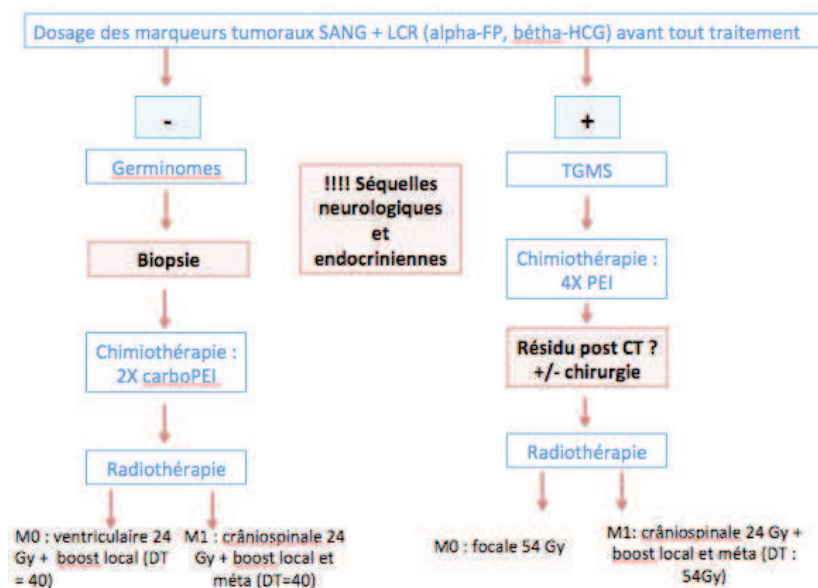 Dosage des marqueurs tumoraux SANG + LCR (alpha-FP, bétha-HCG) avant tout traitement
-
Germinomes
Biopsie
Chimiothérapie :
2X carboPEI
Radiothérapie
M0 : ventriculaire 24
Gy + boost local (DT
= 40)
M1 : crâniospinale 24
Gy + boost local et
méta (DT=40)
!!!! Séquelles
neurologiques
et
endocriniennes
+
TGMS
Chimiothérapie :
4X PEI
Résidu post CT ?
+/- chirurgie
Radiothérapie
M0 : focale 54 Gy
M1: crâniospinale 24 Gy +
boost local et méta (DT :
54Gy)